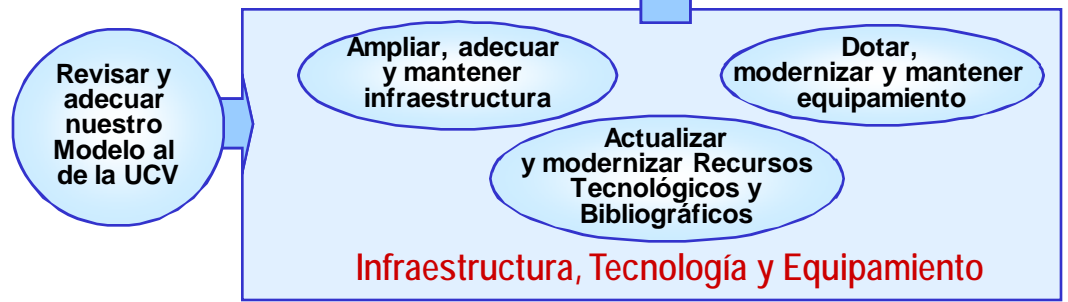 Revisar y
adecuar
nuestro
Modelo al
de la UCV
Ampliar, adecuar
y mantener
infraestructura
Dotar,
modernizar y mantener
equipamiento
Actualizar
y modernizar Recursos
Tecnológicos y
Bibliográficos
Infraestructura, Tecnología y Equipamiento